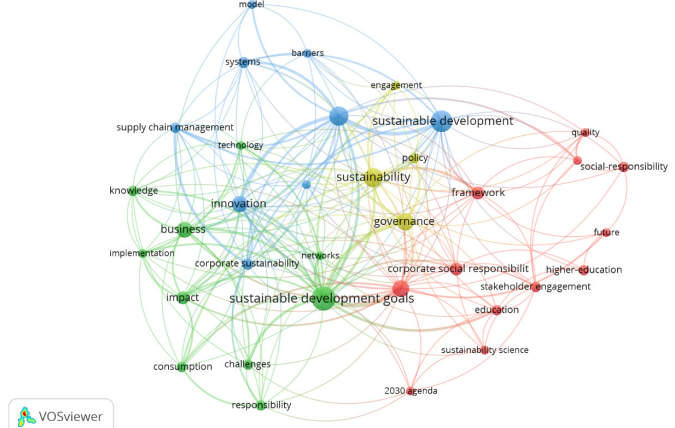 model
barriers
systems
engagement
sustainable development
supply chain management
quality
technology
policy
social-responsibility
sustainability
knowledge
framework
innovation
governance
business
future
implementation
networks
corporate sustainability
corporate social responsibilit
higher-education
stakeholder engagement
impact
sustainable development goals
education
sustainability science
challenges
consumption
2030 agenda
responsibility
VOSviewer